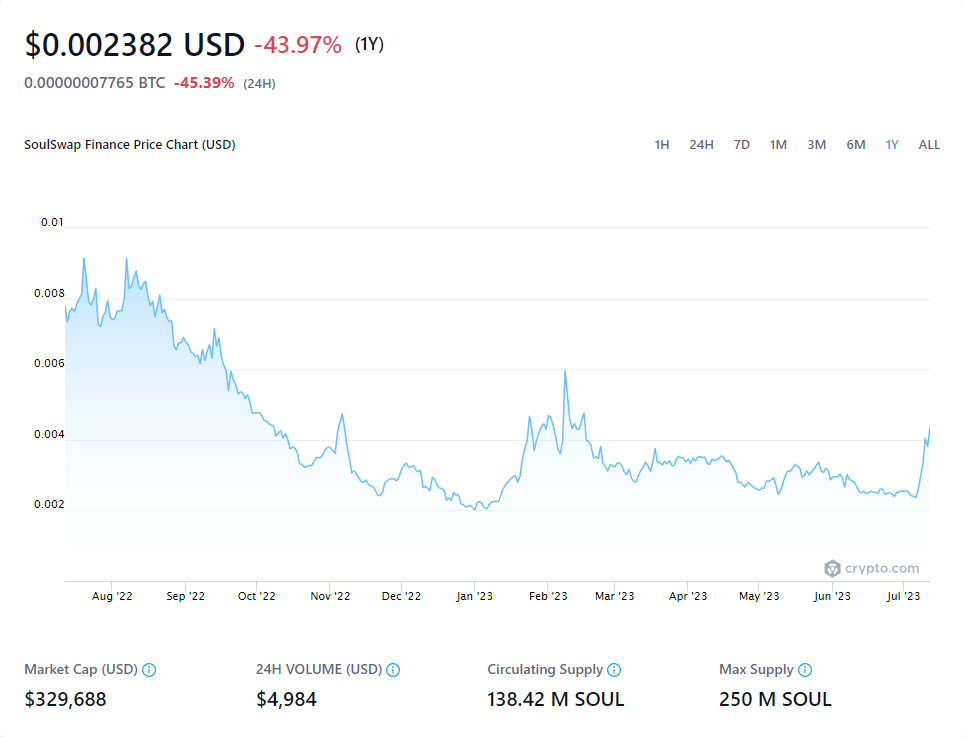 $0.002382 USD -43.97% (1Y)
0.00000007765 BTC -45.39% (24H)
SoulSwap Finance Price Chart (USD) 1H 24H 7D 1M 3M 6M 1Y ALL
0.01
0.008
0.006
0.004
0.002
crypto.com
Aug '22 Sep '22 Oct '22 Nov '22 Dec '22 Jan '23 Feb '23 Mar '23 Apr '23 May '23 Jun '23 Jul '23
Market Cap (USD) 24H VOLUME (USD) Circulating Supply Max Supply
$329,688 $4,984 138.42 M SOUL 250 M SOUL